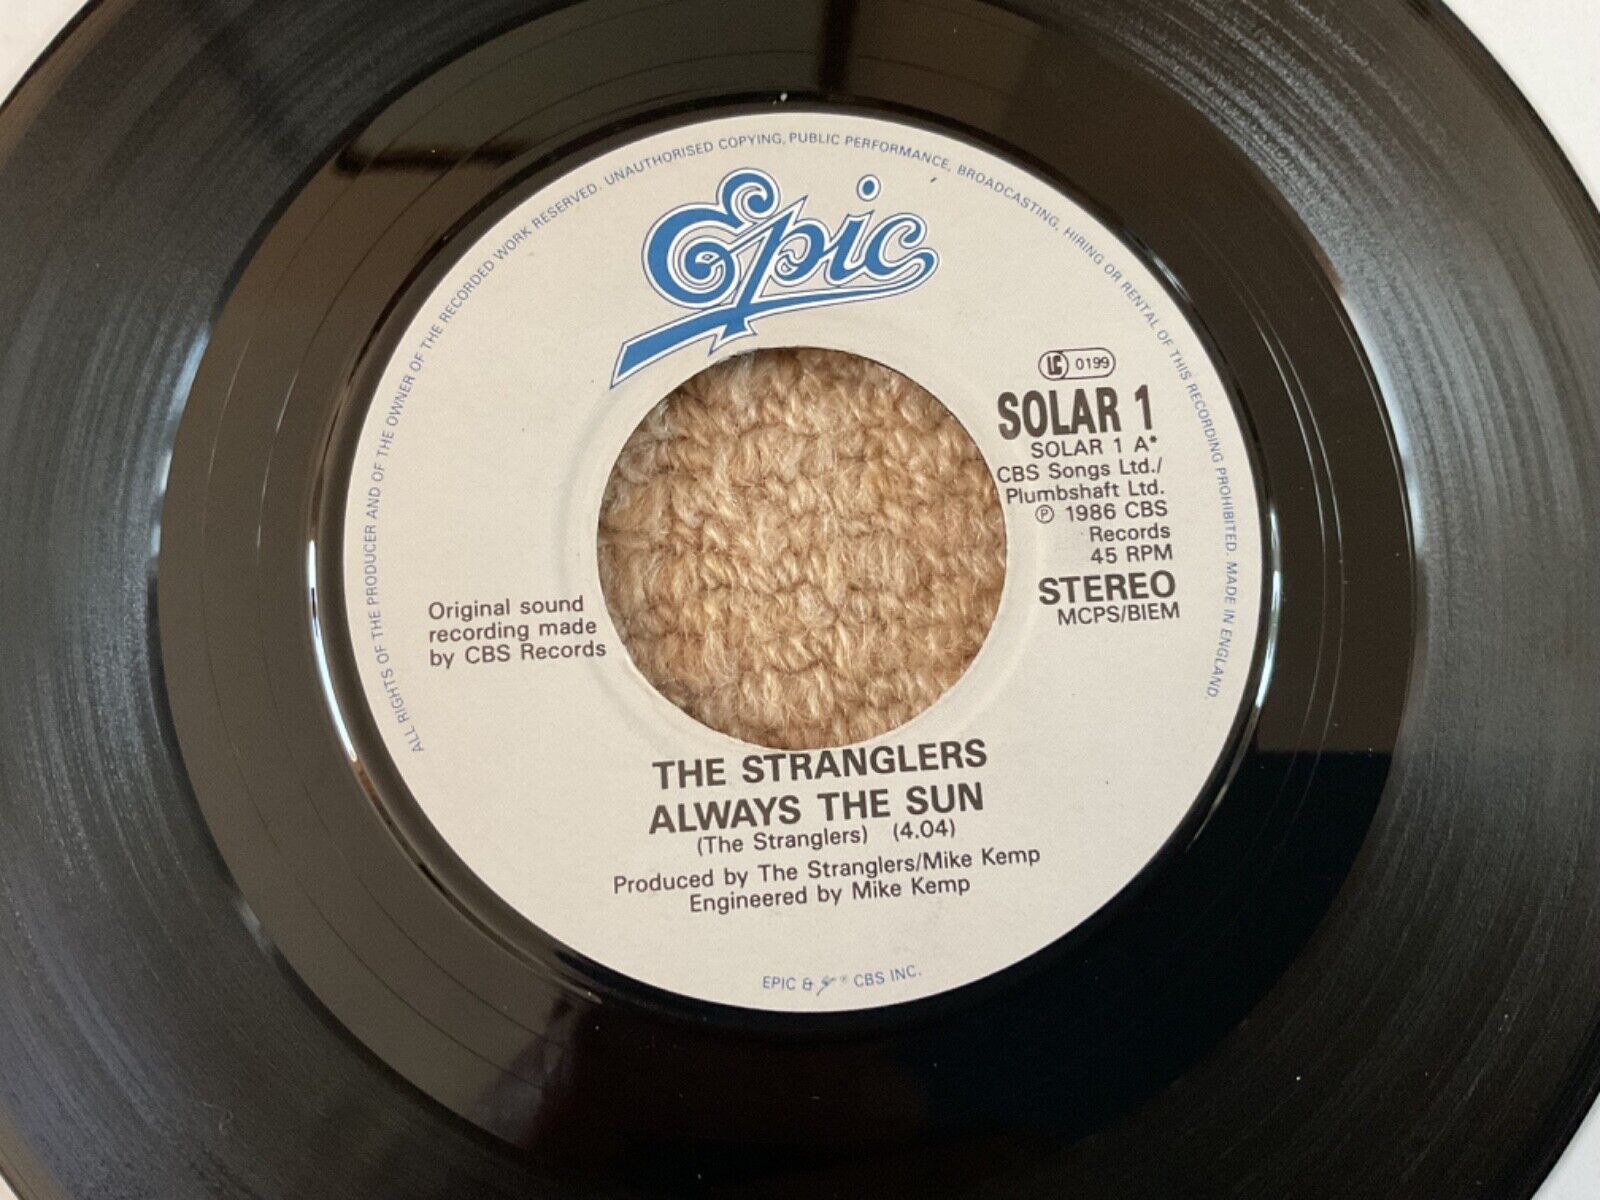 ALL RIGHTS OF THE PRODUCER AND OF THE OWNER OF THE RECORDED WORK RESERVED. UNAUTHORISED COPYING, PUBLIC PERFORMANCE, BROADCASTING, HIRING OR RENTAL OF THIS RECORDING PROHIBITED. MADE IN ENGLAND.
Epic
LC 0199
SOLAR 1
SOLAR 1 A*
CBS Songs Ltd./
Plumbshaft Ltd.
℗ 1986 CBS
Records
45 RPM
STEREO
MCPS/BIEM
Original sound
recording made
by CBS Records
THE STRANGLERS
ALWAYS THE SUN
(The Stranglers) (4.04)
Produced by The Stranglers/Mike Kemp
Engineered by Mike Kemp
EPIC & ® CBS INC.